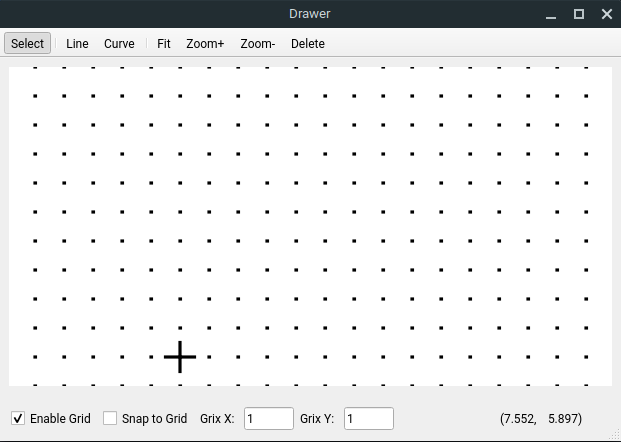 Drawer
Select Line Curve Fit Zoom+ Zoom- Delete
Enable Grid Snap to Grid Grix X: 1 Grix Y: 1 (7.552, 5.897)